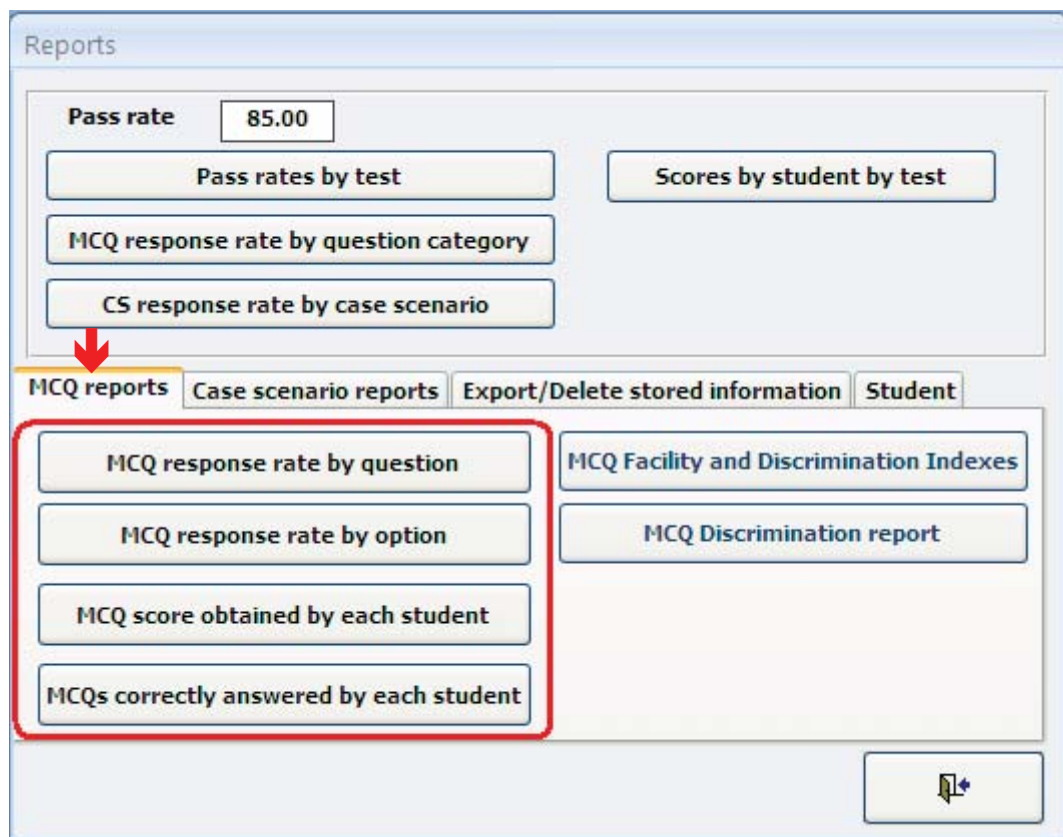 Reports
Pass rate 85.00
Pass rates by test
Scores by student by test
MCQ response rate by question category
CS response rate by case scenario
MCQ reports Case scenario reports Export/Delete stored information Student
MCQ response rate by question
MCQ Facility and Discrimination Indexes
MCQ response rate by option
MCQ Discrimination report
MCQ score obtained by each student
MCQs correctly answered by each student